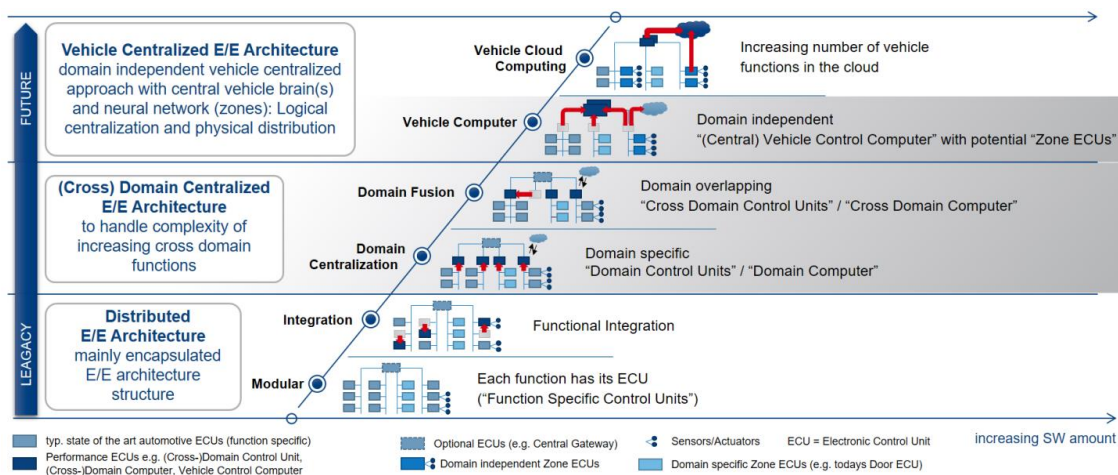 FUTURE
Vehicle Centralized E/E Architecture
domain independent vehicle centralized
approach with central vehicle brain(s)
and neural network (zones): Logical
centralization and physical distribution
Vehicle Cloud
Computing
Increasing number of vehicle
functions in the cloud
Vehicle Computer
Domain independent
“(Central) Vehicle Control Computer” with potential “Zone ECUs”
(Cross) Domain Centralized
E/E Architecture
to handle complexity of
increasing cross domain
functions
Domain Fusion
Domain overlapping
“Cross Domain Control Units” / “Cross Domain Computer”
Domain
Centralization
Domain specific
“Domain Control Units” / “Domain Computer”
LEAGACY
Distributed
E/E Architecture
mainly encapsulated
E/E architecture
structure
Integration
Functional Integration
Modular
Each function has its ECU
(“Function Specific Control Units”)
increasing SW amount
typ. state of the art automotive ECUs (function specific)
Performance ECUs e.g. (Cross-)Domain Control Unit,
(Cross-)Domain Computer, Vehicle Control Computer
Optional ECUs (e.g. Central Gateway)
Domain independent Zone ECUs
Sensors/Actuators
ECU = Electronic Control Unit
Domain specific Zone ECUs (e.g. todays Door ECU)